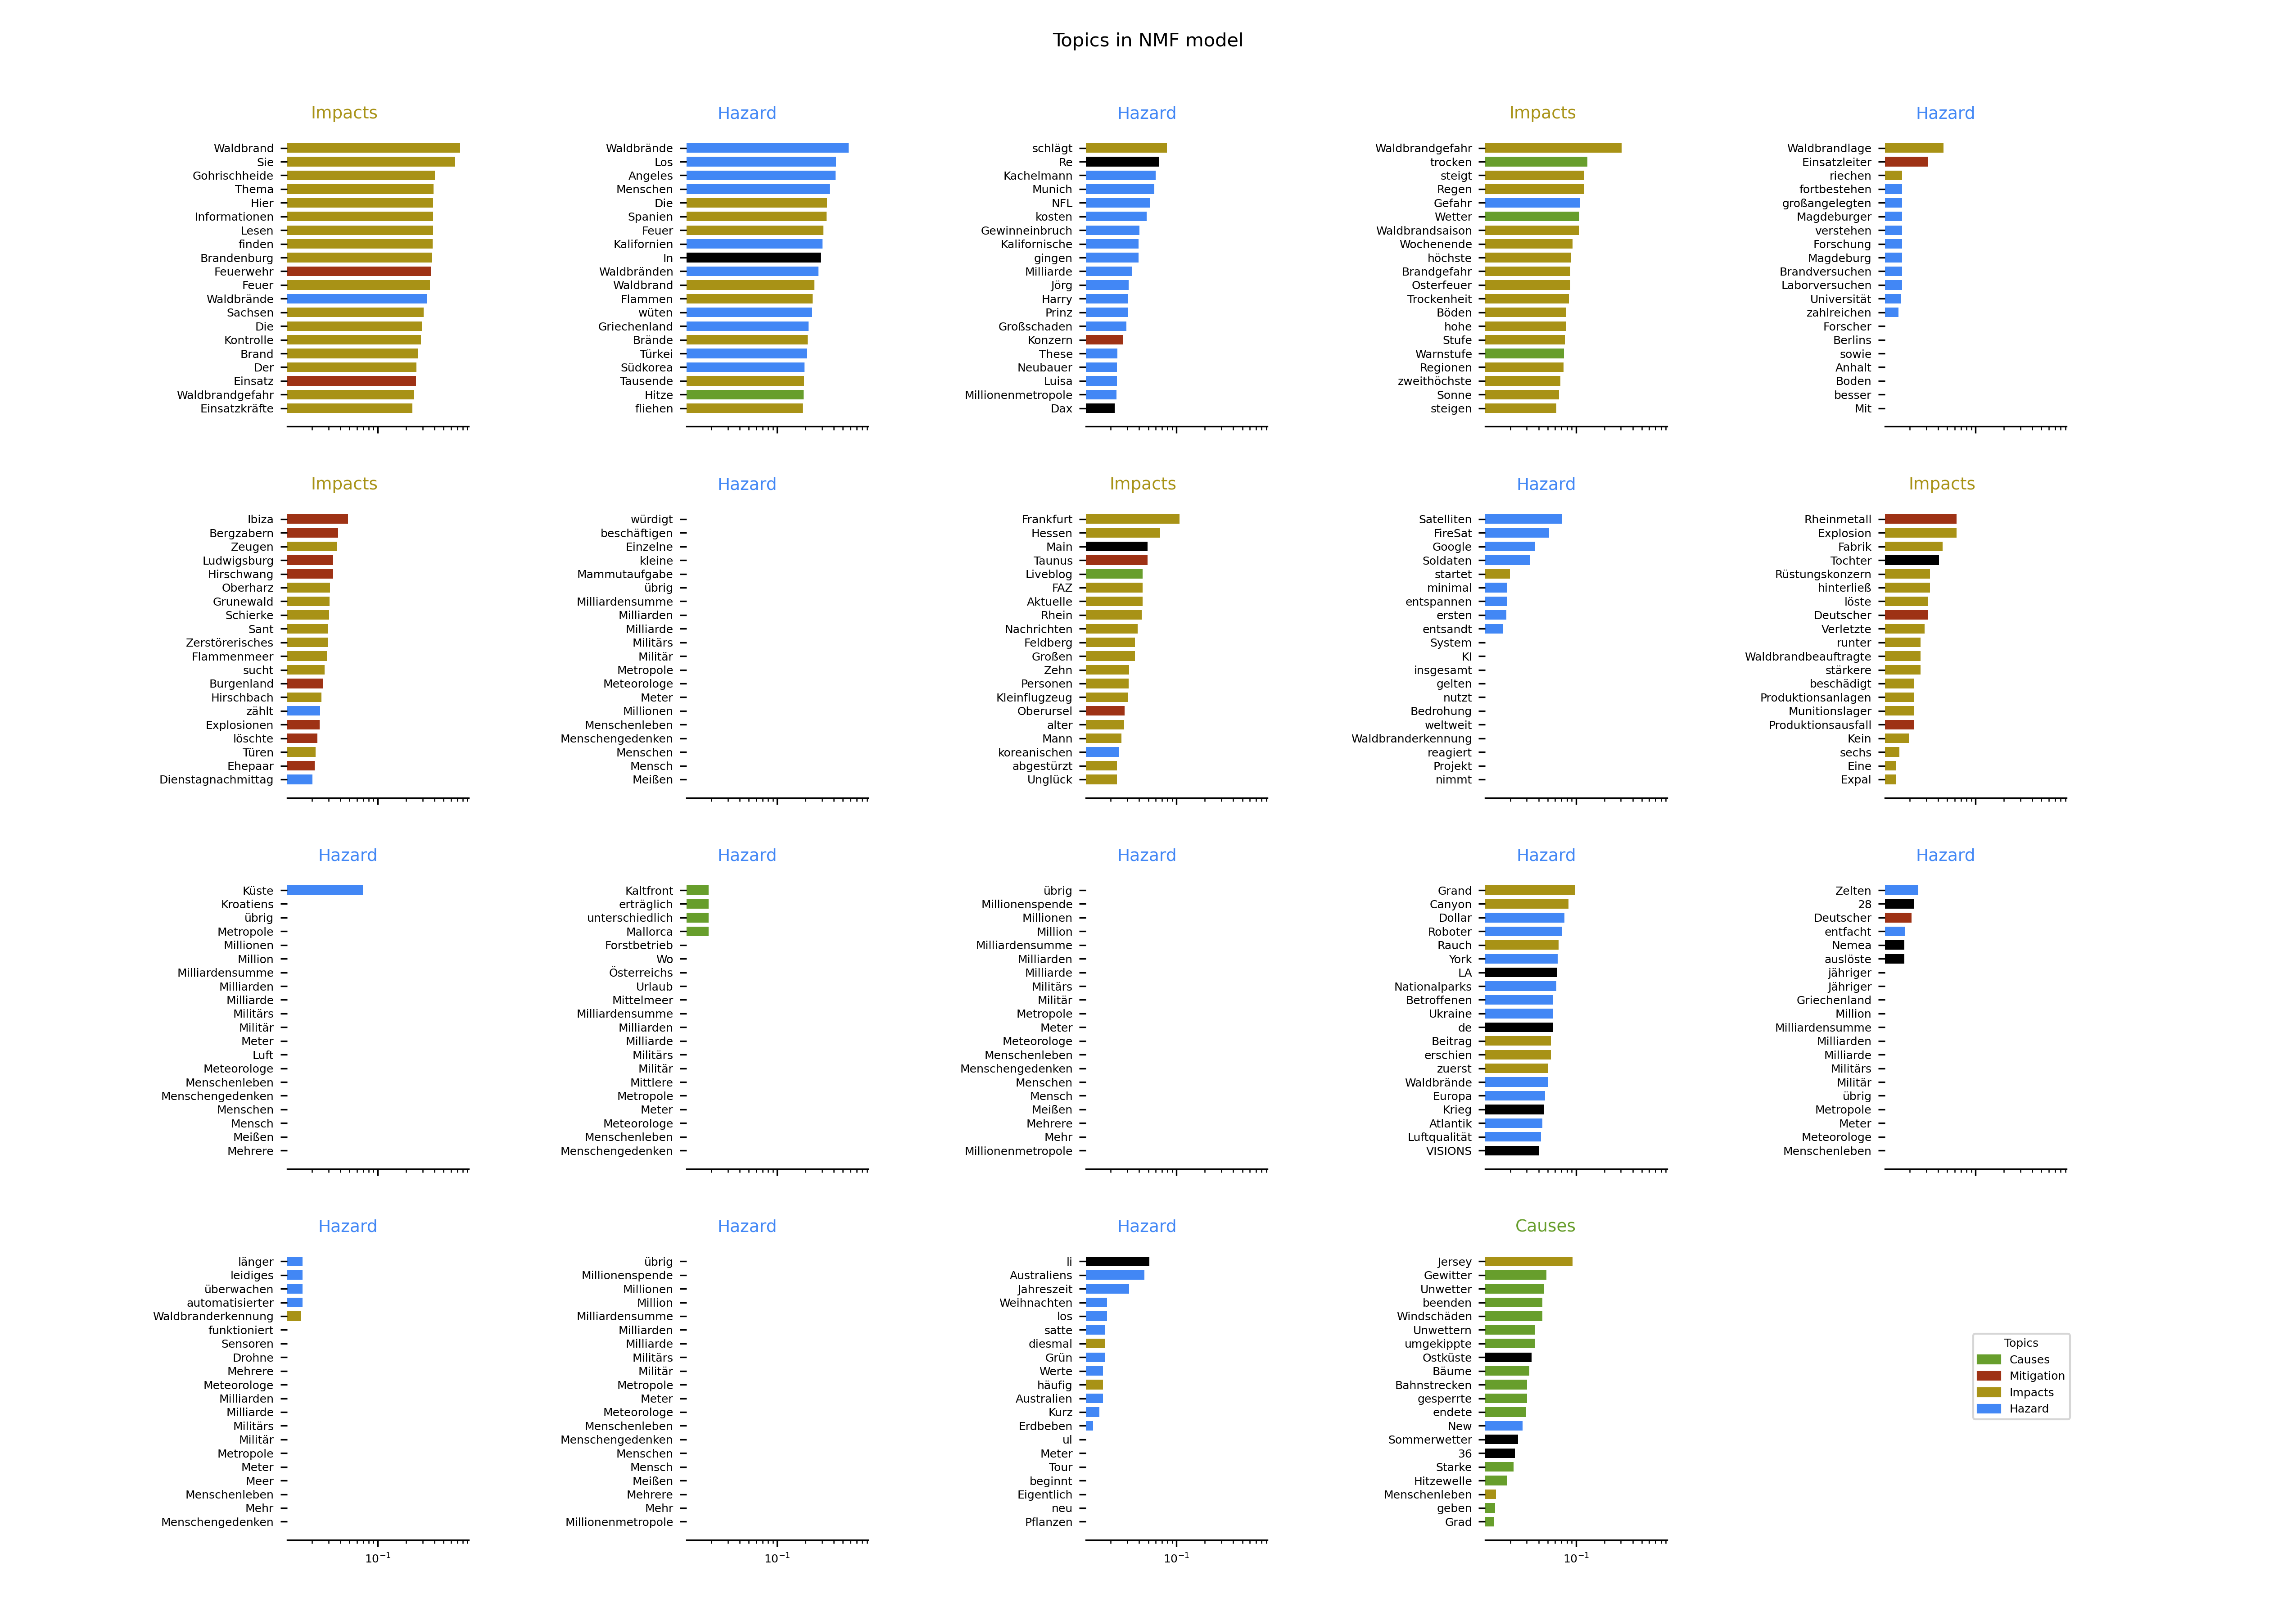 Topics in NMF model
Impacts
Waldbrand
Sie
Gohrischheide
Thema
Hier
Informationen
Lesen
finden
Brandenburg
Feuerwehr
Feuer
Waldbrände
Sachsen
Die
Kontrolle
Brand
Der
Einsatz
Waldbrandgefahr
Einsatzkräfte
Hazard
Waldbrände
Los
Angeles
Menschen
Die
Spanien
Feuer
Kalifornien
In
Waldbränden
Waldbrand
Flammen
wüten
Griechenland
Brände
Türkei
Südkorea
Tausende
Hitze
fliehen
Hazard
schlägt
Re
Kachelmann
Munich
NFL
kosten
Gewinneinbruch
Kalifornische
gingen
Milliarde
Jörg
Harry
Prinz
Großschaden
Konzern
These
Neubauer
Luisa
Millionenmetropole
Dax
Impacts
Waldbrandgefahr
trocken
steigt
Regen
Gefahr
Wetter
Waldbrandsaison
Wochenende
höchste
Brandgefahr
Osterfeuer
Trockenheit
Böden
hohe
Stufe
Warnstufe
Regionen
zweithöchste
Sonne
steigen
Hazard
Waldbrandlage
Einsatzleiter
riechen
fortbestehen
großangelegten
Magdeburger
verstehen
Forschung
Magdeburg
Brandversuchen
Laborversuchen
Universität
zahlreichen
Forscher
Berlins
sowie
Anhalt
Boden
besser
Mit
Impacts
Ibiza
Bergzabern
Zeugen
Ludwigsburg
Hirschwang
Oberharz
Grunewald
Schierke
Sant
Zerstörerisches
Flammenmeer
sucht
Burgenland
Hirschbach
zählt
Explosionen
löschte
Türen
Ehepaar
Dienstagnachmittag
Hazard
würdigt
beschäftigen
Einzelne
kleine
Mammutaufgabe
übrig
Milliardensumme
Milliarden
Milliarde
Militärs
Militär
Metropole
Meteorologe
Meter
Millionen
Menschenleben
Menschengedenken
Menschen
Mensch
Meißen
Impacts
Frankfurt
Hessen
Main
Taunus
Liveblog
FAZ
Aktuelle
Rhein
Nachrichten
Feldberg
Großen
Zehn
Personen
Kleinflugzeug
Oberursel
alter
Mann
koreanischen
abgestürzt
Unglück
Hazard
Satelliten
FireSat
Google
Soldaten
startet
minimal
entspannen
ersten
entsandt
System
KI
insgesamt
gelten
nutzt
Bedrohung
weltweit
Waldbranderkennung
reagiert
Projekt
nimmt
Impacts
Rheinmetall
Explosion
Fabrik
Tochter
Rüstungskonzern
hinterließ
löste
Deutscher
Verletzte
runter
Waldbrandbeauftragte
stärkere
beschädigt
Produktionsanlagen
Munitionslager
Produktionsausfall
Kein
sechs
Eine
Expal
Hazard
Küste
Kroatiens
übrig
Metropole
Millionen
Million
Milliardensumme
Milliarden
Milliarde
Militärs
Militär
Meter
Luft
Meteorologe
Menschenleben
Menschengedenken
Menschen
Mensch
Meißen
Mehrere
Hazard
Kaltfront
erträglich
unterschiedlich
Mallorca
Forstbetrieb
Wo
Österreichs
Urlaub
Mittelmeer
Milliardensumme
Milliarden
Milliarde
Militärs
Militär
Mittlere
Metropole
Meter
Meteorologe
Menschenleben
Menschengedenken
Hazard
übrig
Millionenspende
Millionen
Million
Milliardensumme
Milliarden
Milliarde
Militärs
Militär
Metropole
Meter
Meteorologe
Menschenleben
Menschengedenken
Menschen
Mensch
Meißen
Mehrere
Mehr
Millionenmetropole
Hazard
Grand
Canyon
Dollar
Roboter
Rauch
York
LA
Nationalparks
Betroffenen
Ukraine
de
Beitrag
erschien
zuerst
Waldbrände
Europa
Krieg
Atlantik
Luftqualität
VISIONS
Hazard
Zelten
28
Deutscher
entfacht
Nemea
auslöste
jähriger
Jähriger
Griechenland
Million
Milliardensumme
Milliarden
Milliarde
Militärs
Militär
übrig
Metropole
Meter
Meteorologe
Menschenleben
Hazard
länger
leidiges
überwachen
automatisierter
Waldbranderkennung
funktioniert
Sensoren
Drohne
Mehrere
Meteorologe
Milliarden
Milliarde
Militärs
Militär
Metropole
Meter
Meer
Menschenleben
Mehr
Menschengedenken
10⁻¹
Hazard
übrig
Millionenspende
Millionen
Million
Milliardensumme
Milliarden
Milliarde
Militärs
Militär
Metropole
Meter
Meteorologe
Menschenleben
Menschengedenken
Menschen
Mensch
Meißen
Mehrere
Mehr
Millionenmetropole
10⁻¹
Hazard
li
Australiens
Jahreszeit
Weihnachten
los
satte
diesmal
Grün
Werte
häufig
Australien
Kurz
Erdbeben
ul
Meter
Tour
beginnt
Eigentlich
neu
Pflanzen
10⁻¹
Causes
Jersey
Gewitter
Unwetter
beenden
Windschäden
Unwettern
umgekippte
Ostküste
Bäume
Bahnstrecken
gesperrte
endete
New
Sommerwetter
36
Starke
Hitzewelle
Menschenleben
geben
Grad
10⁻¹
Topics
Causes
Mitigation
Impacts
Hazard